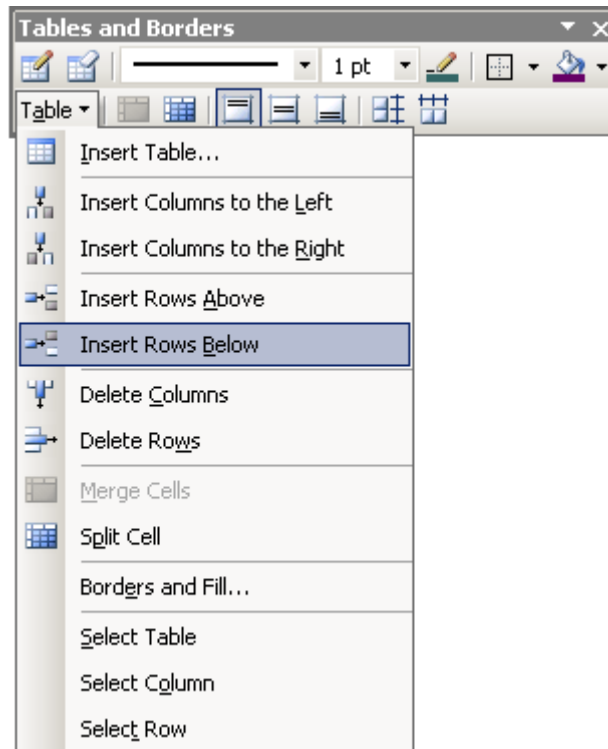 Tables and Borders
1 pt
Table
Insert Table...
Insert Columns to the Left
Insert Columns to the Right
Insert Rows Above
Insert Rows Below
Delete Columns
Delete Rows
Merge Cells
Split Cell
Borders and Fill...
Select Table
Select Column
Select Row